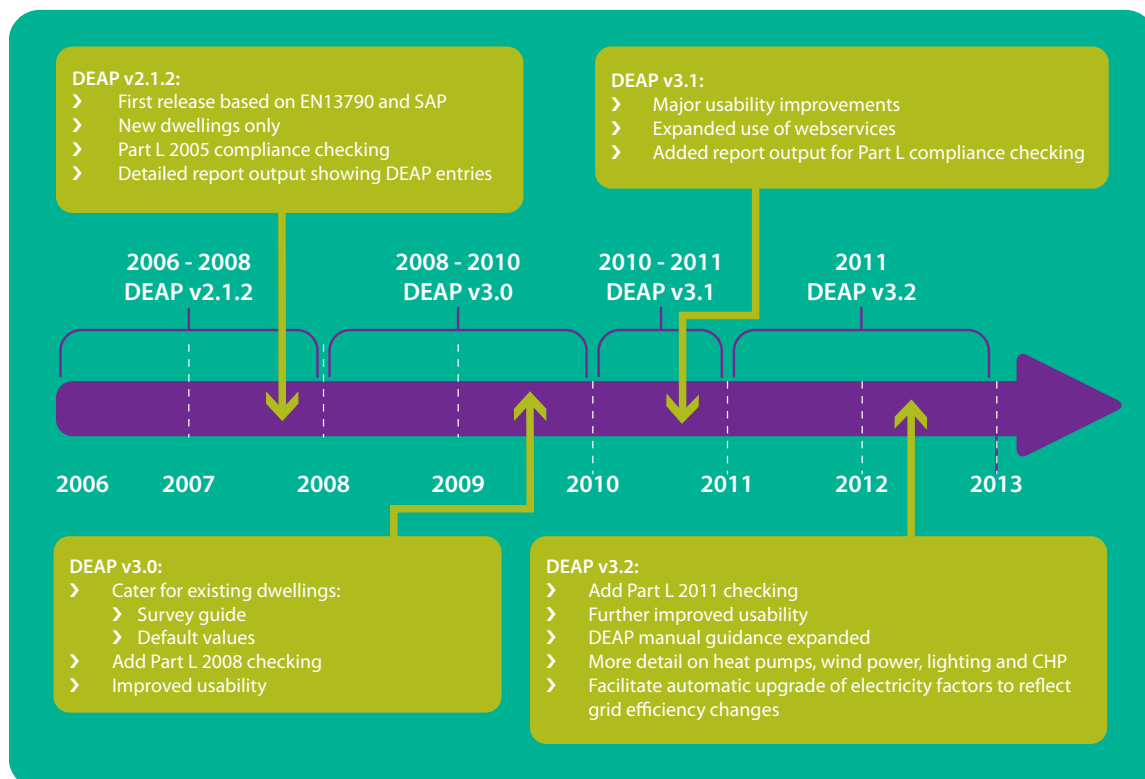 DEAP v2.1.2:
› First release based on EN13790 and SAP
› New dwellings only
› Part L 2005 compliance checking
› Detailed report output showing DEAP entries
DEAP v3.1:
› Major usability improvements
› Expanded use of webservices
› Added report output for Part L compliance checking
2006 - 2008
DEAP v2.1.2
2008 - 2010
DEAP v3.0
2010 - 2011
DEAP v3.1
2011
DEAP v3.2
2006
2007
2008
2009
2010
2011
2012
2013
DEAP v3.0:
› Cater for existing dwellings:
› Survey guide
› Default values
› Add Part L 2008 checking
› Improved usability
DEAP v3.2:
› Add Part L 2011 checking
› Further improved usability
› DEAP manual guidance expanded
› More detail on heat pumps, wind power, lighting and CHP
› Facilitate automatic upgrade of electricity factors to reflect
grid efficiency changes